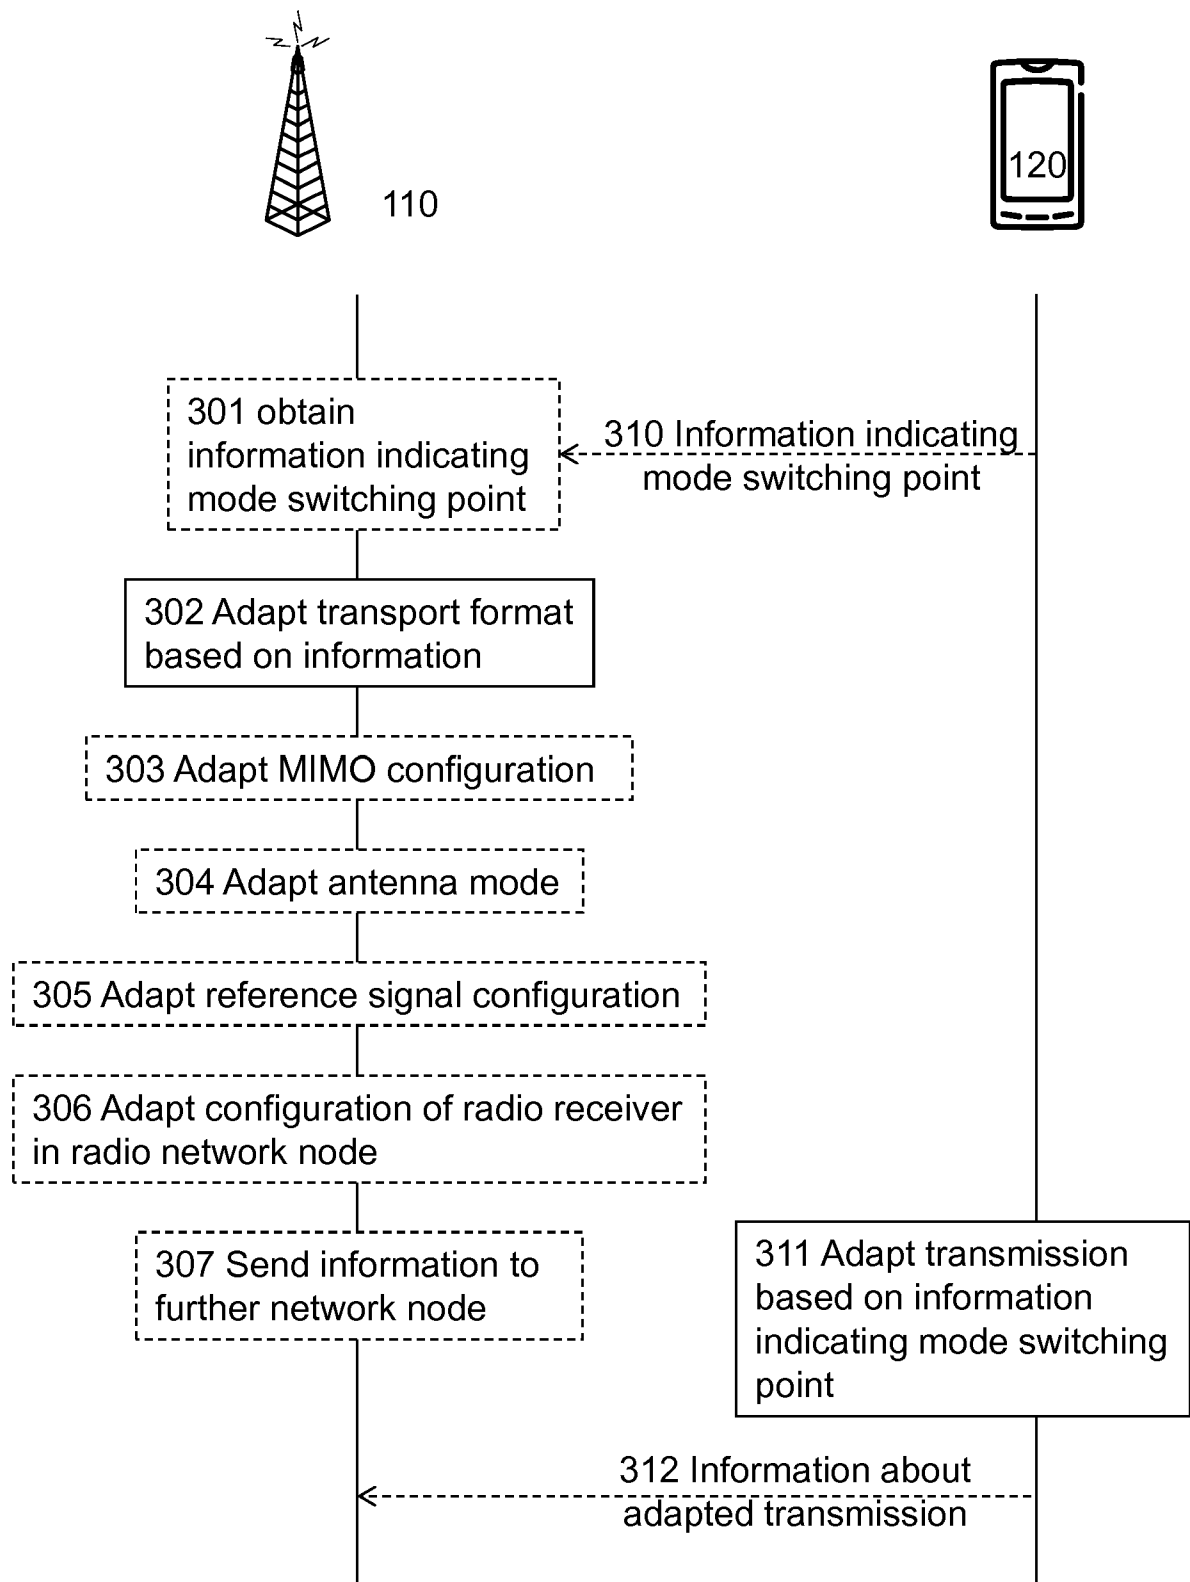 110
120
301 obtain
information indicating
mode switching point
310 Information indicating
mode switching point
302 Adapt transport format
based on information
303 Adapt MIMO configuration
304 Adapt antenna mode
305 Adapt reference signal configuration
306 Adapt configuration of radio receiver
in radio network node
307 Send information to
further network node
311 Adapt transmission
based on information
indicating mode switching
point
312 Information about
adapted transmission